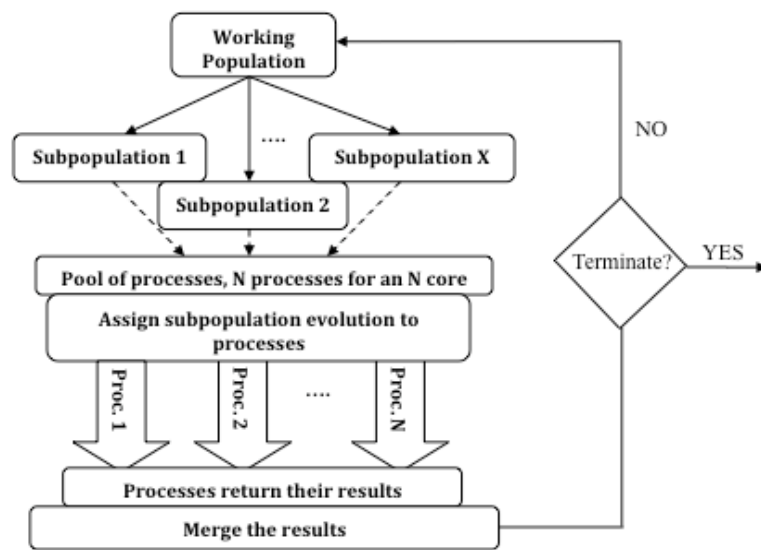 Working
Population
NO
....
Subpopulation 1
Subpopulation X
Subpopulation 2
Terminate?
YES
Pool of processes, N processes for an N core
Assign subpopulation evolution to
processes
Proc. 1
Proc. 2
....
Proc. N
Processes return their results
Merge the results